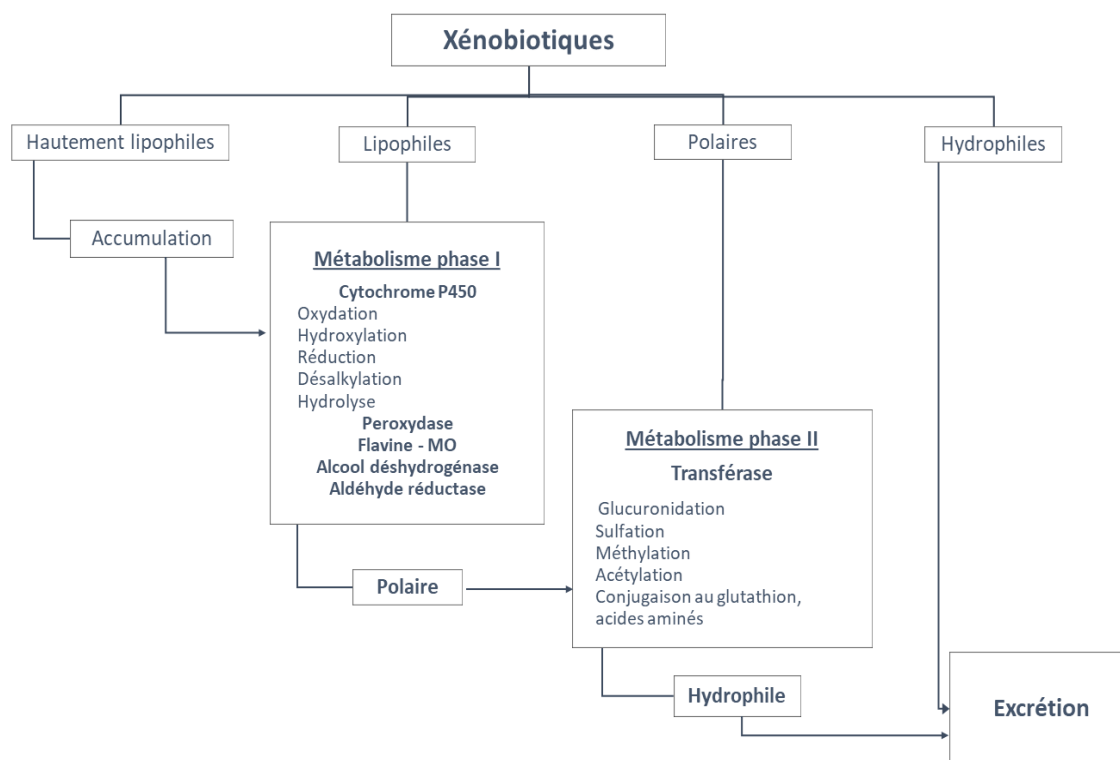 Xénobiotiques
Hautement lipophiles
Lipophiles
Polaires
Hydrophiles
Accumulation
Métabolisme phase I
Cytochrome P450
Oxydation
Hydroxylation
Réduction
Désalkylation
Hydrolyse
Peroxydase
Flavine - MO
Alcool déshydrogénase
Aldéhyde réductase
Métabolisme phase II
Transférase
Glucuronidation
Sulfation
Méthylation
Acétylation
Conjugaison au glutathion,
acides aminés
Polaire
Hydrophile
Excrétion